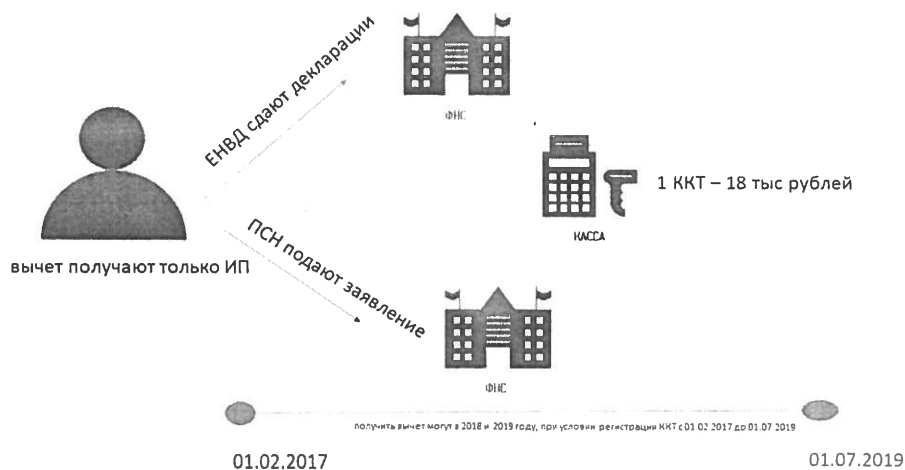 ЕНВД сдают декларации
ФНС
1 ККТ – 18 тыс рублей
КАССА
вычет получают только ИП
ПСН подают заявление
ФНС
получить вычет могут в 2018 и 2019 году, при условии регистрации ККТ с 01.02 2017 до 01.07 2019
01.02.2017
01.07.2019